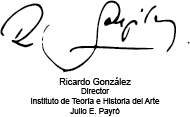 Ricardo González
Director
Instituto de Teoría e Historia del Arte
Julio E. Payró